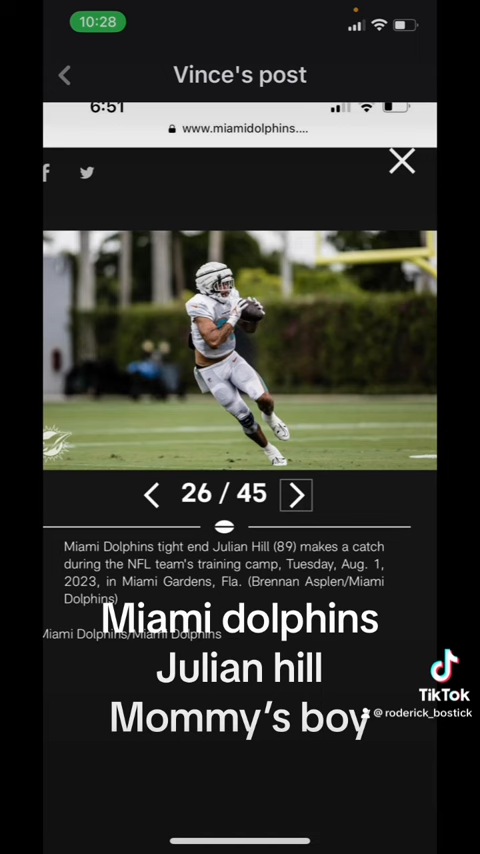 10:28
Vince's post
6:51
www.miamidolphins....
26 / 45
Miami Dolphins tight end Julian Hill (89) makes a catch
during the NFL team's training camp, Tuesday, Aug. 1,
2023, in Miami Gardens, Fla. (Brennan Asplen/Miami
Dolphins)
Miami Dolphins/Miami Dolphins
Miami dolphins
Julian hill
Mommy's boy
TikTok
@roderick_bostick